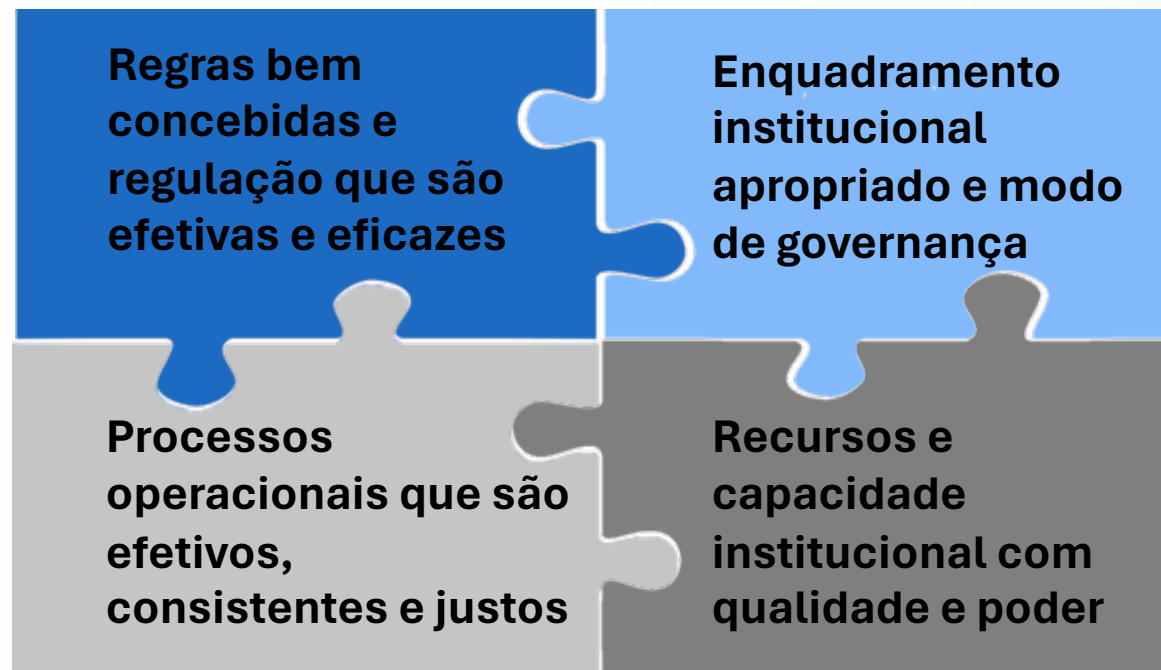 Regras bem
concebidas e
regulação que são
efetivas e eficazes
Enquadramento
institucional
apropriado e modo
de governança
Processos
operacionais que são
efetivos,
consistentes e justos
Recursos e
capacidade
institucional com
qualidade e poder